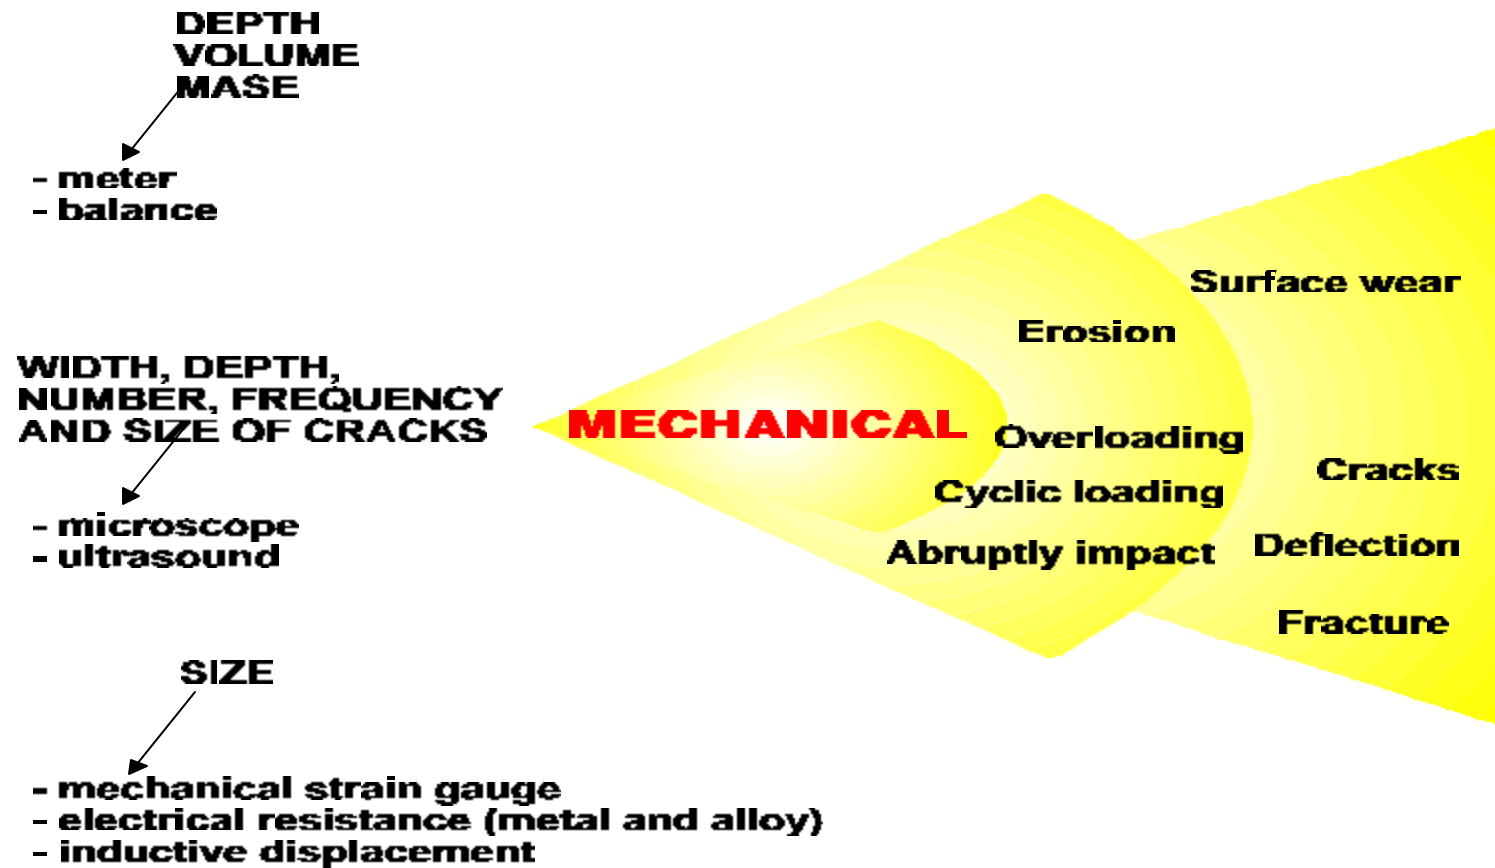 DEPTH
VOLUME
MASE
- meter
- balance
WIDTH, DEPTH,
NUMBER, FREQUENCY
AND SIZE OF CRACKS
- microscope
- ultrasound
SIZE
- mechanical strain gauge
- electrical resistance (metal and alloy)
- inductive displacement
MECHANICAL
Erosion
Overloading
Cyclic loading
Abruptly impact
Surface wear
Cracks
Deflection
Fracture